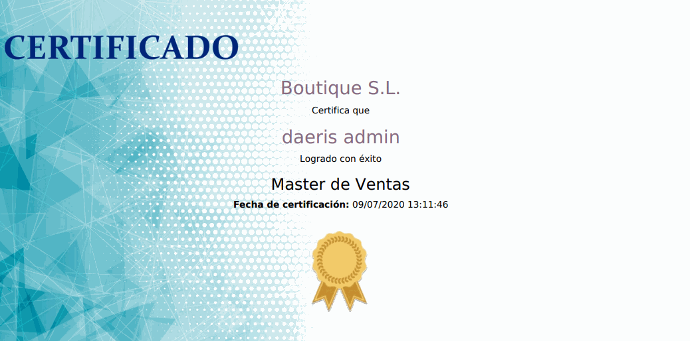 CERTIFICADO
Boutique S.L.
Certifica que
daeris admin
Logrado con éxito
Master de Ventas
Fecha de certificación: 09/07/2020 13:11:46